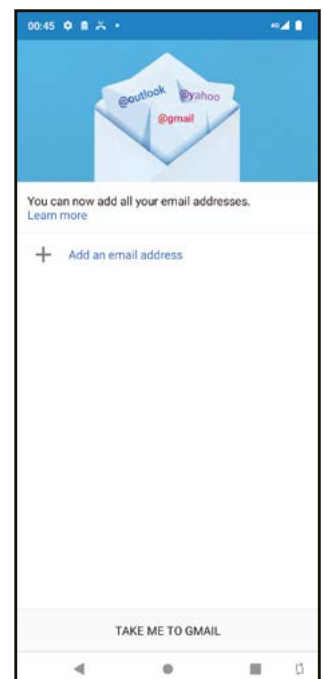 00:45
4G
@outlook
@yahoo
@gmail
You can now add all your email addresses.
Learn more
Add an email address
TAKE ME TO GMAIL